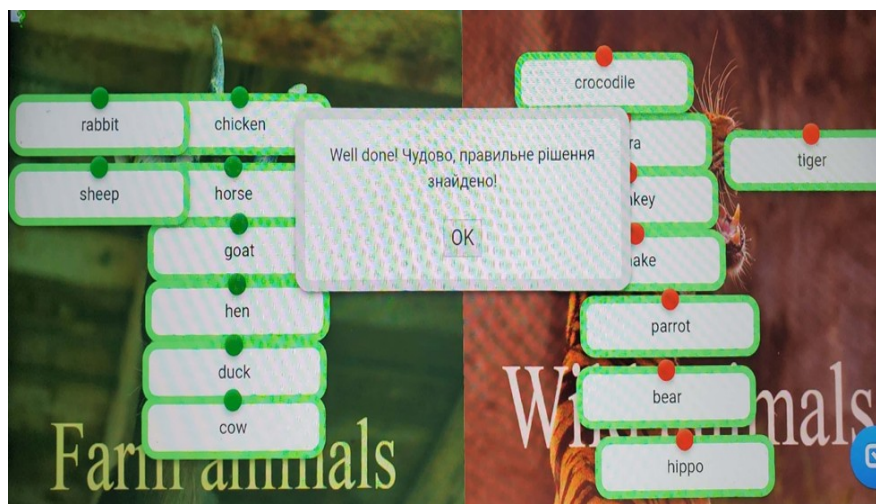 crocodile
rabbit
chicken
tiger
Well done! Чудово, правильне рішення
знайдено!
sheep
horse
OK
goat
hen
parrot
duck
bear
cow
hippo
Farm animals